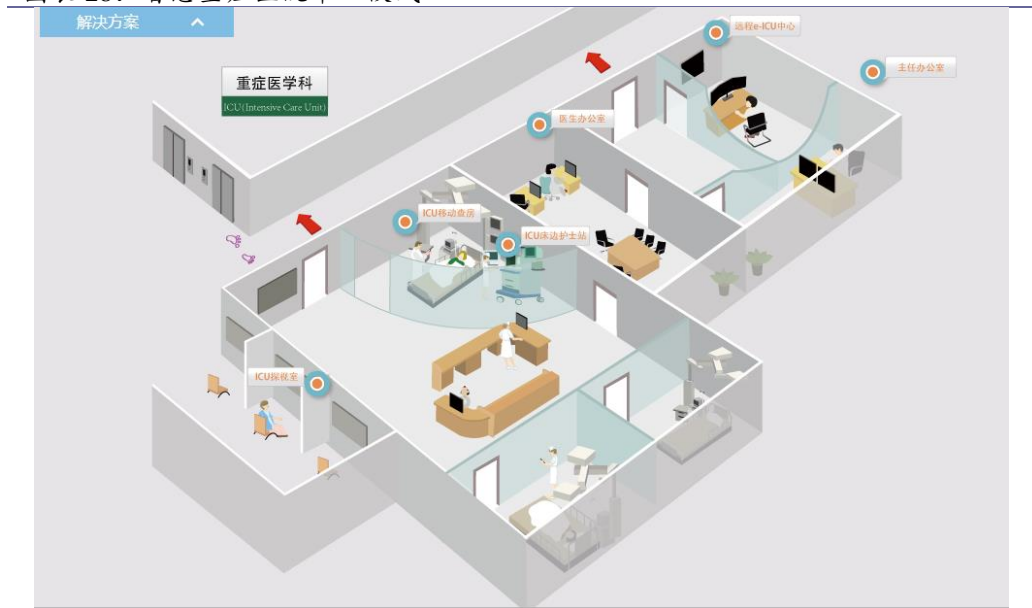 解决方案
重症医学科
ICU(Intensive Care Unit)
远程e-ICU中心
主任办公室
医生办公室
ICU移动查房
ICU床边护士站
ICU探视室